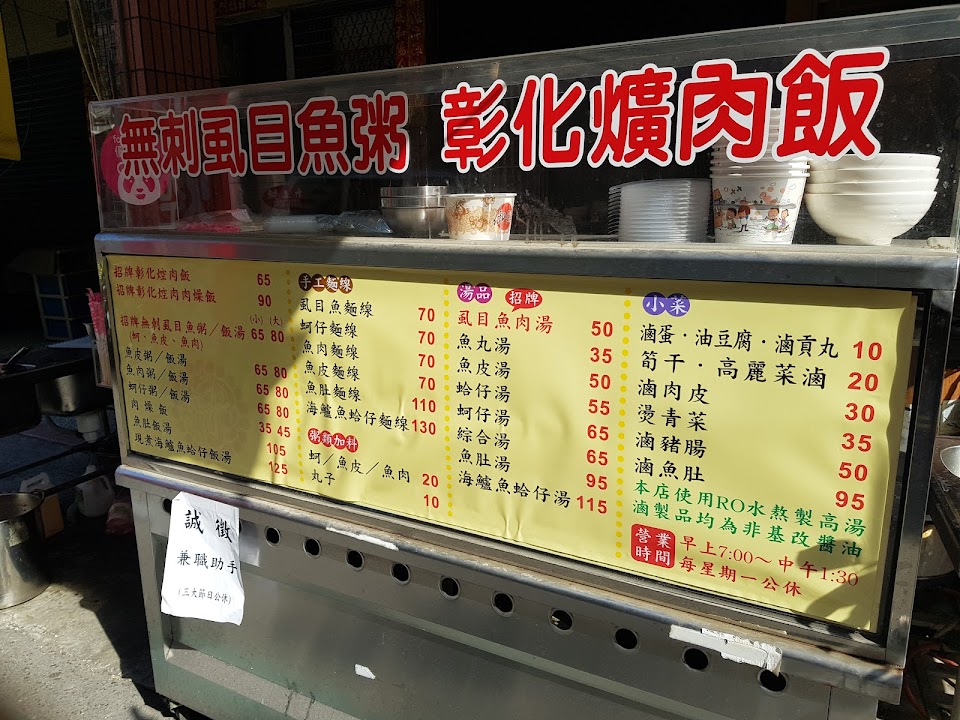 無刺虱目魚粥 彰化爌肉飯
招牌彰化焢肉飯 65
招牌彰化焢肉肉燥飯 90
(小) (大)
招牌無刺虱目魚粥／飯湯 65 80
(蚵、魚皮、魚肉)
魚皮粥／飯湯 65 80
魚肉粥／飯湯 65 80
蚵仔粥／飯湯 65 80
肉燥飯 35 45
魚肚飯湯 105
現煮海鱸魚蛤仔飯湯 125
手工麵線
虱目魚麵線 70
蚵仔麵線 70
魚肉麵線 70
魚皮麵線 70
魚肚麵線 110
海鱸魚蛤仔麵線 130
粥類加料
蚵／魚皮／魚肉 20
丸子 10
湯品 招牌
虱目魚肉湯 50
魚丸湯 35
魚皮湯 50
蛤仔湯 55
蚵仔湯 65
綜合湯 65
魚肚湯 95
海鱸魚蛤仔湯 115
小菜
滷蛋·油豆腐·滷貢丸 10
筍干·高麗菜滷 20
滷肉皮 30
燙青菜 35
滷豬腸 50
滷魚肚 95
本店使用RO水熬製高湯
滷製品均為非基改醬油
營業時間
早上7:00～中午1:30
每星期一公休
誠徵
兼職助手
(三大節日公休)